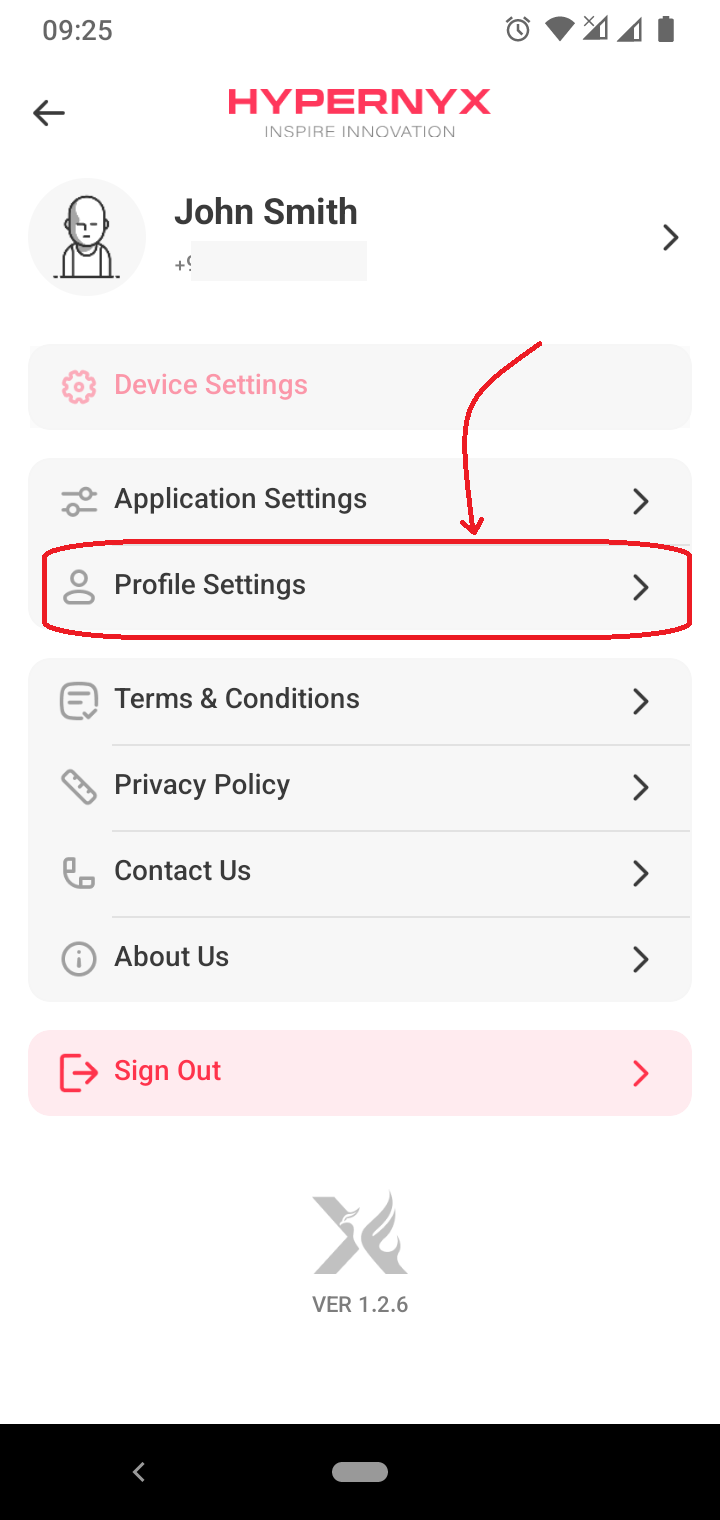 09:25
HYPERNYX
INSPIRE INNOVATION
John Smith
+9
Device Settings
Application Settings
Profile Settings
Terms & Conditions
Privacy Policy
Contact Us
About Us
Sign Out
VER 1.2.6